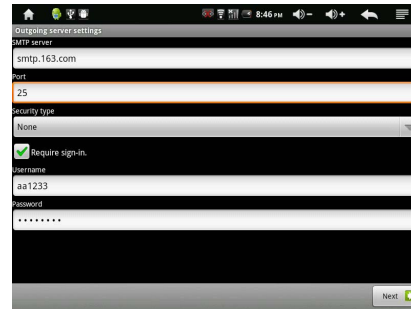 8:46 PM
Outgoing server settings
SMTP server
smtp.163.com
Port
25
Security type
None
Require sign-in.
Username
aa1233
Password
••••••••
Next